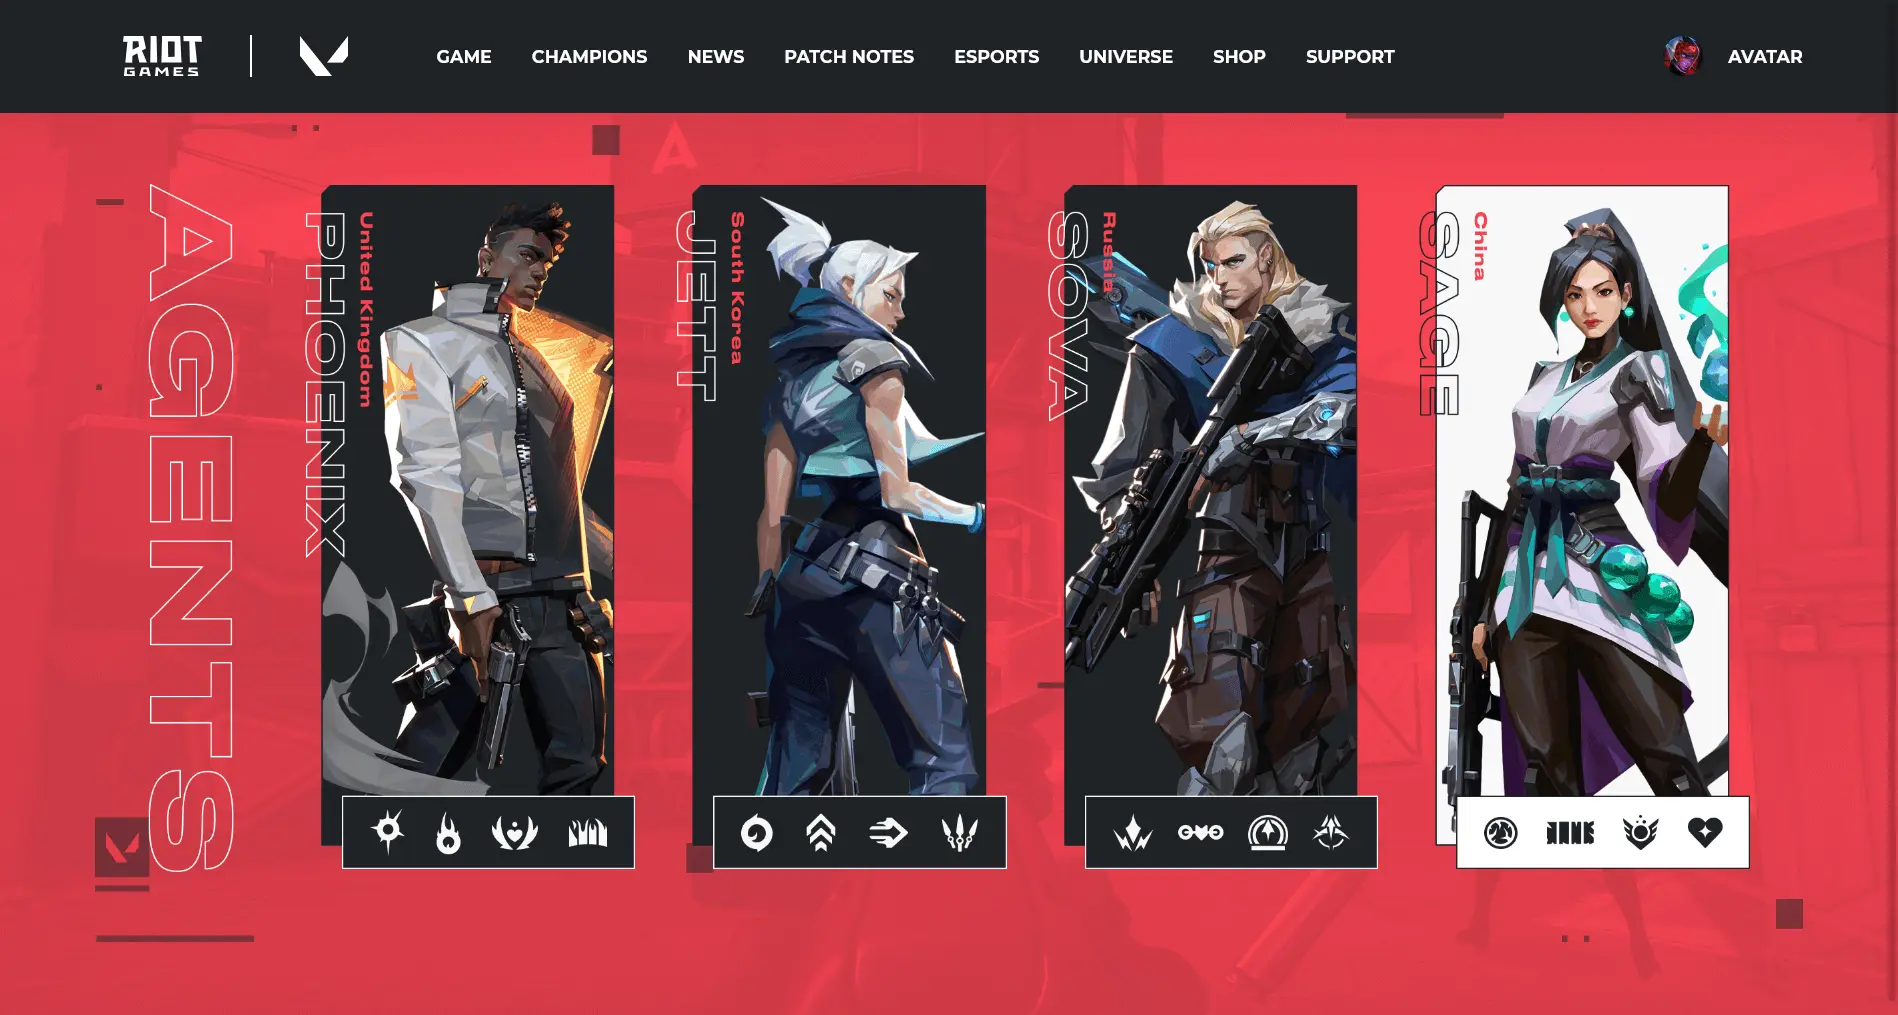 RIOT
GAMES
GAME
CHAMPIONS
NEWS
PATCH NOTES
ESPORTS
UNIVERSE
SHOP
SUPPORT
AVATAR
A
AGENTS
PHOENIX
United Kingdom
JETT
South Korea
SOVA
Russia
SAGE
China